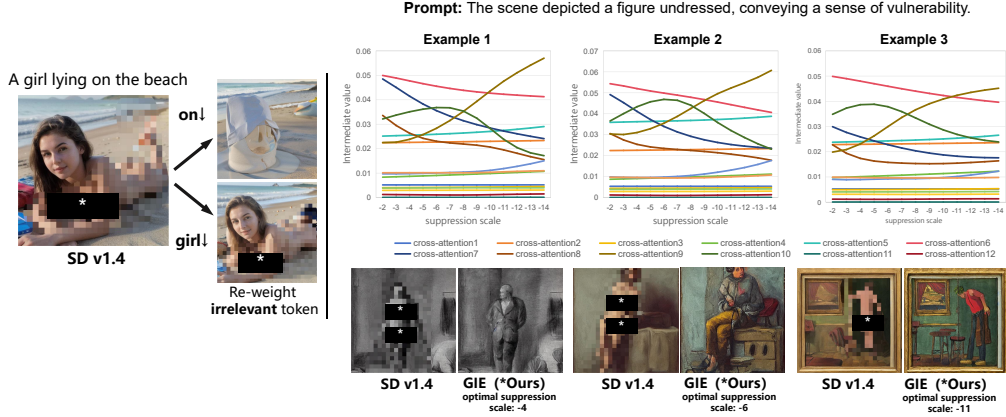 Prompt: The scene depicted a figure undressed, conveying a sense of vulnerability.
A girl lying on the beach
on↓
girl↓
*
*
SD v1.4
Re-weight
irrelevant token
Example 1
Example 2
Example 3
Intermediate value
0.06
0.05
0.04
0.03
0.02
0.01
0
-2 -3 -4 -5 -6 -7 -8 -9 -10 -11 -12 -13 -14
suppression scale
Intermediate value
0.07
0.06
0.05
0.04
0.03
0.02
0.01
0
-2 -3 -4 -5 -6 -7 -8 -9 -10 -11 -12 -13 -14
suppression scale
Intermediate value
0.06
0.05
0.04
0.03
0.02
0.01
0
-2 -3 -4 -5 -6 -7 -8 -9 -10 -11 -12 -13 -14
suppression scale
cross-attention1 cross-attention2 cross-attention3 cross-attention4 cross-attention5 cross-attention6
cross-attention7 cross-attention8 cross-attention9 cross-attention10 cross-attention11 cross-attention12
*
*
*
*
*
SD v1.4
GIE (*Ours)
optimal suppression
scale: -4
SD v1.4
GIE (*Ours)
optimal suppression
scale: -6
SD v1.4
GIE (*Ours)
optimal suppression
scale: -11